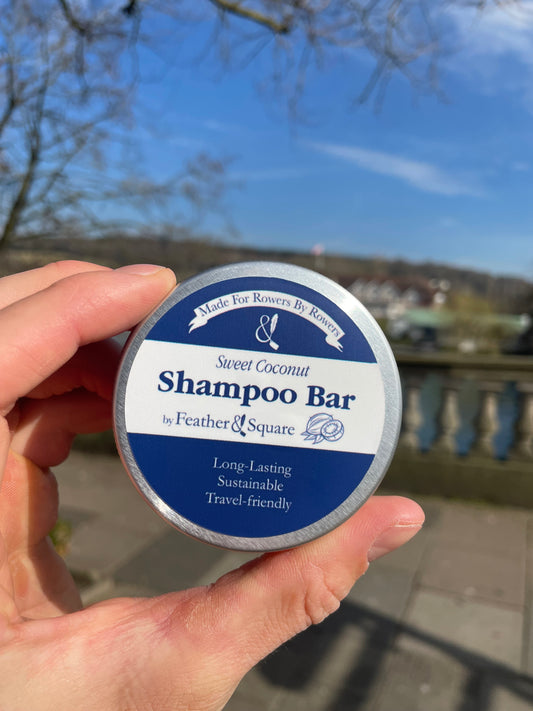 Made For Rowers By Rowers
&
Sweet Coconut
Shampoo Bar
by Feather & Square
Long-Lasting
Sustainable
Travel-friendly